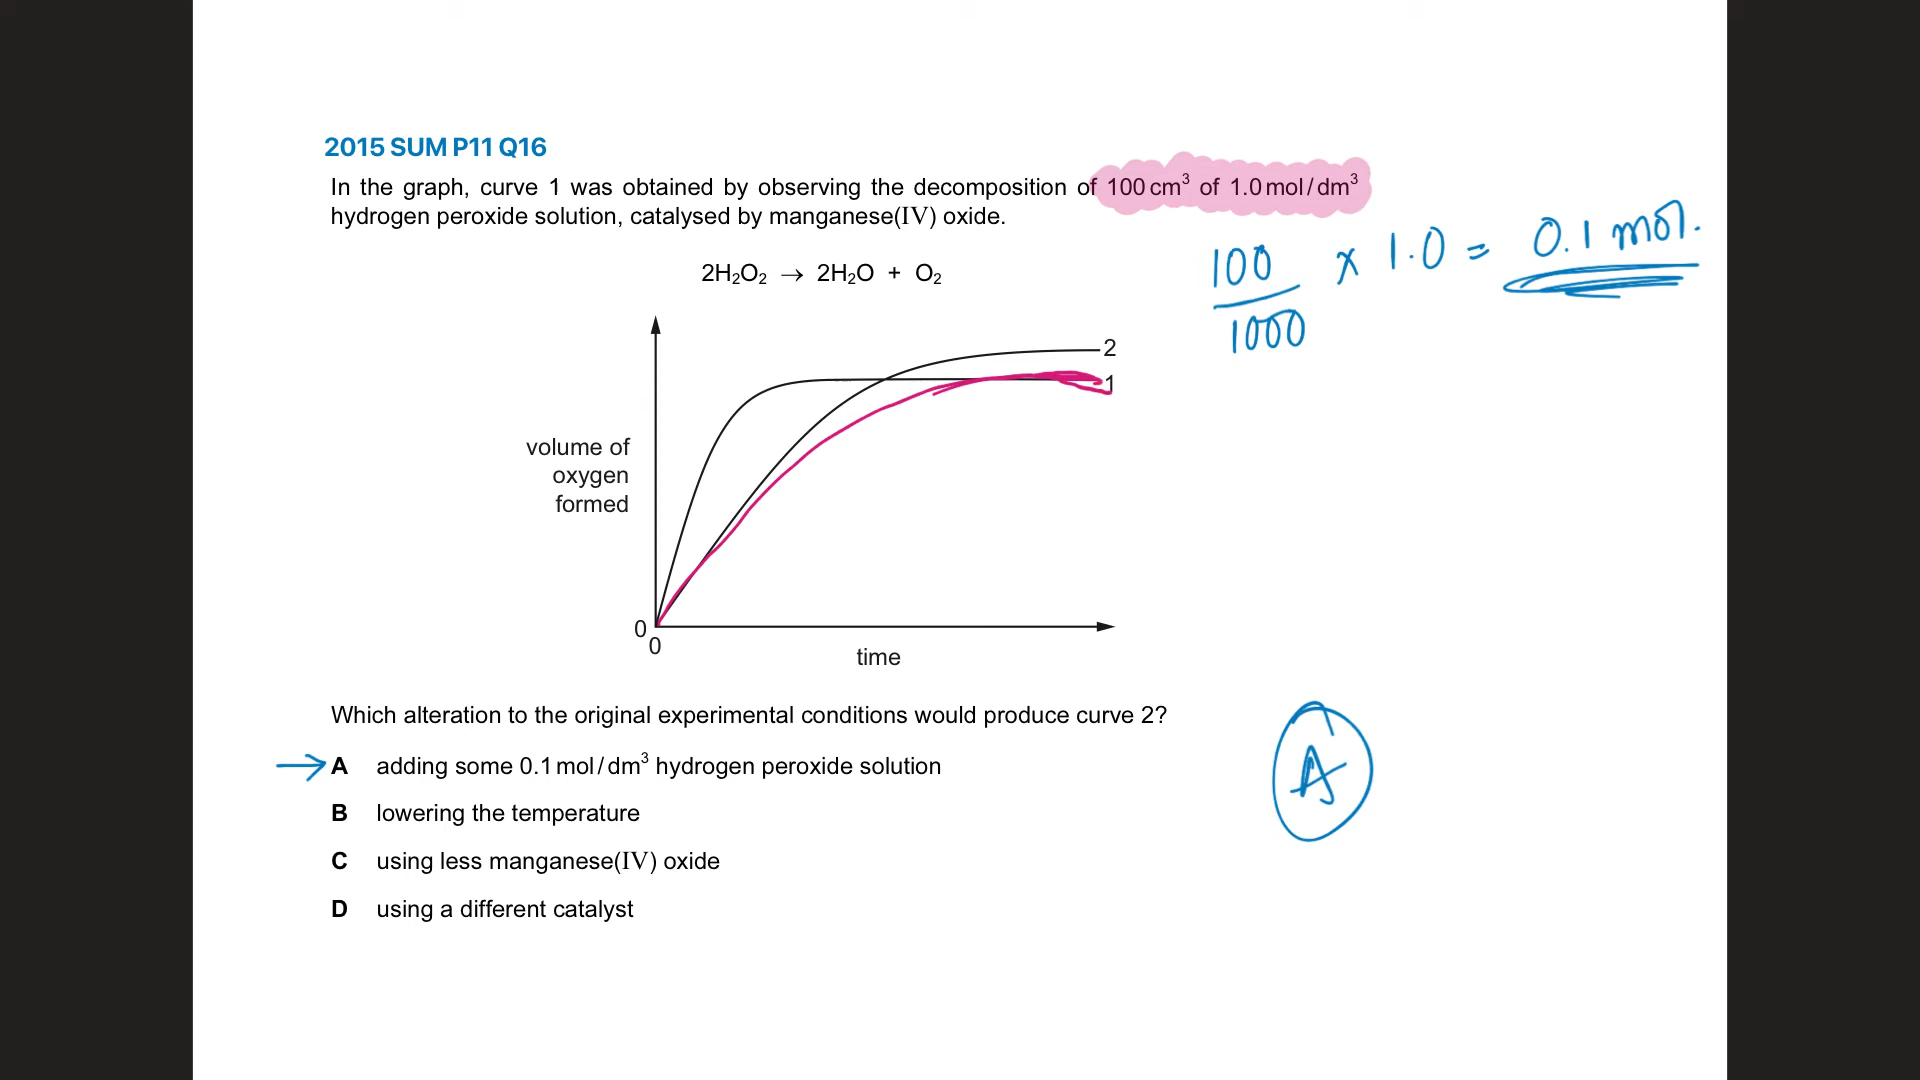 2015 SUM P11 Q16
In the graph, curve 1 was obtained by observing the decomposition of 100 cm³ of 1.0 mol / dm³
hydrogen peroxide solution, catalysed by manganese(IV) oxide.
100
1000
x 1.0 = 0.1 mol.
2H₂O₂ → 2H₂O + O₂
2
1
volume of
oxygen
formed
0
0
time
Which alteration to the original experimental conditions would produce curve 2?
A adding some 0.1 mol / dm³ hydrogen peroxide solution
A
B lowering the temperature
C using less manganese(IV) oxide
D using a different catalyst